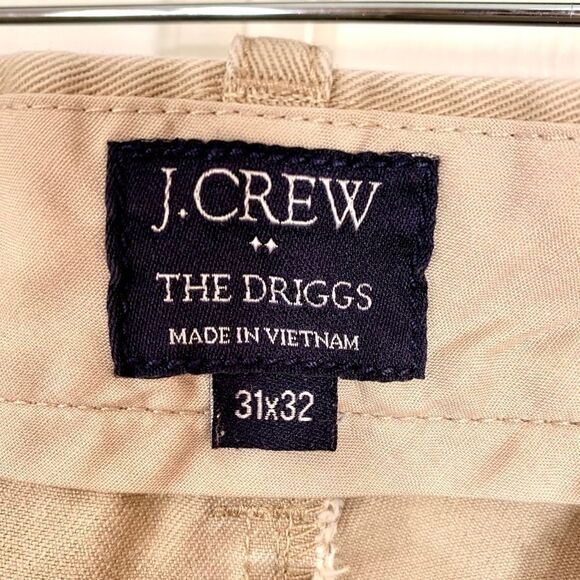 J.CREW
THE DRIGGS
MADE IN VIETNAM
31x32